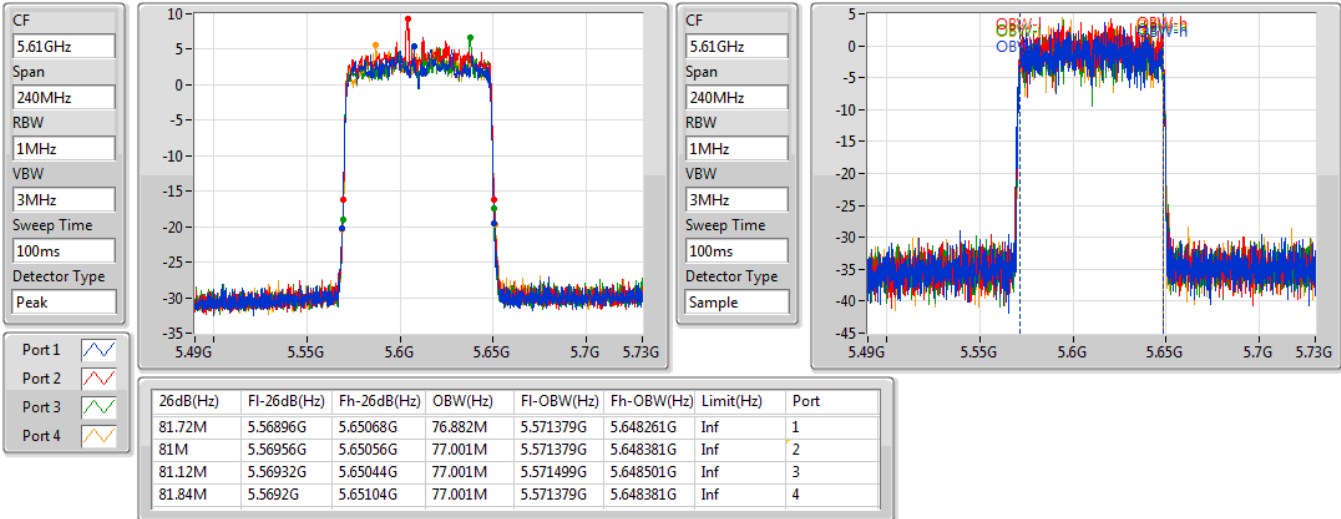 CF
5.61GHz
Span
240MHz
RBW
1MHz
VBW
3MHz
Sweep Time
100ms
Detector Type
Peak
10
5
0
-5
-10
-15
-20
-25
-30
-35
5.49G 5.55G 5.6G 5.65G 5.7G 5.73G
CF
5.61GHz
Span
240MHz
RBW
1MHz
VBW
3MHz
Sweep Time
100ms
Detector Type
Sample
OBW-l OBW-h
5
0
-5
-10
-15
-20
-25
-30
-35
-40
-45
5.49G 5.55G 5.6G 5.65G 5.7G 5.73G
Port 1
Port 2
Port 3
Port 4
26dB(Hz) Fl-26dB(Hz) Fh-26dB(Hz) OBW(Hz) Fl-OBW(Hz) Fh-OBW(Hz) Limit(Hz) Port
81.72M 5.56896G 5.65068G 76.882M 5.571379G 5.648261G Inf 1
81M 5.56956G 5.65056G 77.001M 5.571379G 5.648381G Inf 2
81.12M 5.56932G 5.65044G 77.001M 5.571499G 5.648501G Inf 3
81.84M 5.5692G 5.65104G 77.001M 5.571379G 5.648381G Inf 4